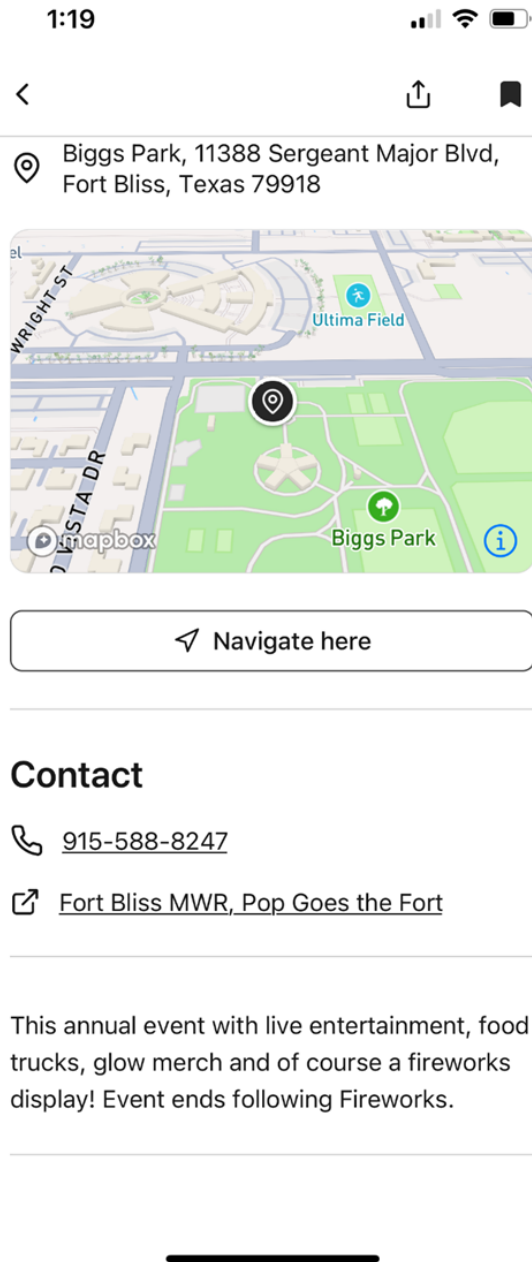 1:19
Biggs Park, 11388 Sergeant Major Blvd,
Fort Bliss, Texas 79918
el
WRIGHT ST
Ultima Field
O VISTA DR
mapbox
Biggs Park
Navigate here
Contact
915-588-8247
Fort Bliss MWR, Pop Goes the Fort
This annual event with live entertainment, food
trucks, glow merch and of course a fireworks
display! Event ends following Fireworks.